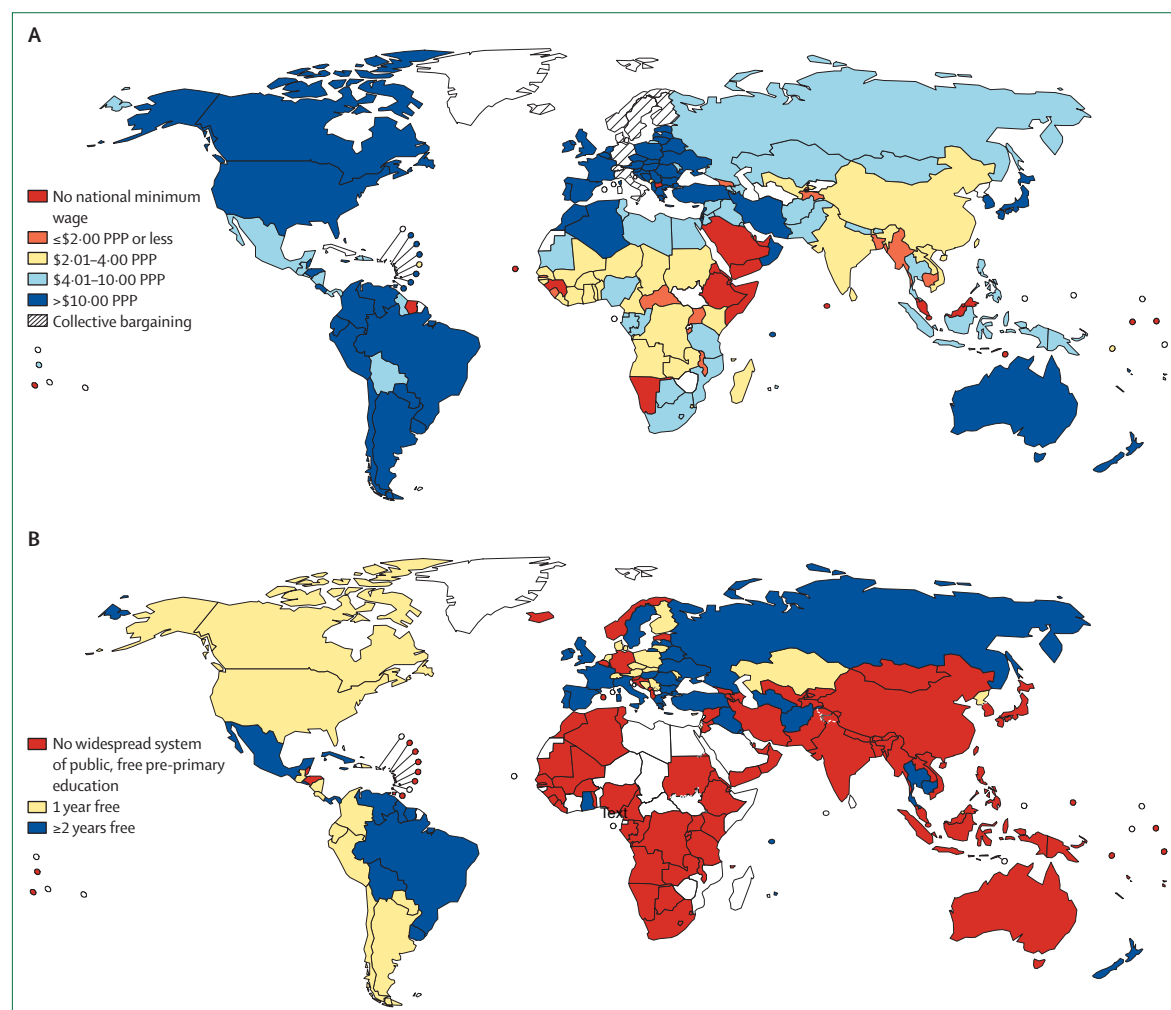 A
No national minimum
wage
≤$2·00 PPP or less
$2·01–4·00 PPP
$4·01–10·00 PPP
>$10·00 PPP
Collective bargaining
B
No widespread system
of public, free pre-primary
education
1 year free
≥2 years free
Text